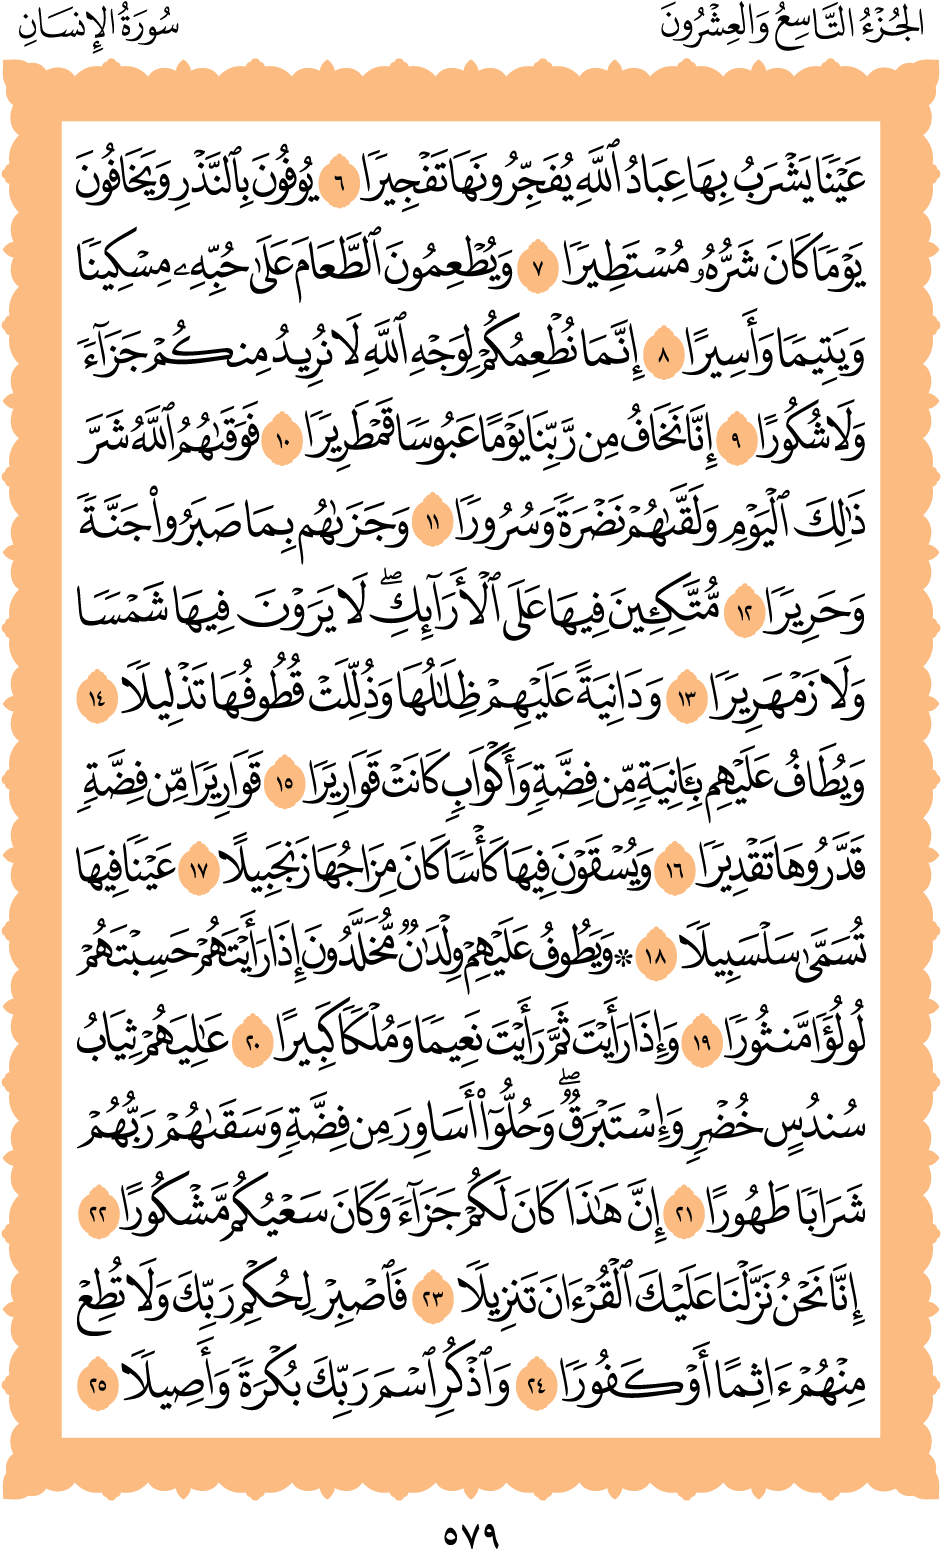 الجُزْءُ التَّاسِعُ وَالعِشْرُونَ
سُورَةُ الإِنسَانِ
عَيْنٗا يَشْرَبُ بِهَا عِبَادُ ٱللَّهِ يُفَجِّرُونَهَا تَفْجِيرٗا ٦ يُوفُونَ بِٱلنَّذْرِ وَيَخَافُونَ
يَوْمٗا كَانَ شَرُّهُۥ مُسْتَطِيرٗا ٧ وَيُطْعِمُونَ ٱلطَّعَامَ عَلَىٰ حُبِّهِۦ مِسْكِينٗا
وَيَتِيمٗا وَأَسِيرًا ٨ إِنَّمَا نُطْعِمُكُمْ لِوَجْهِ ٱللَّهِ لَا نُرِيدُ مِنكُمْ جَزَآءٗ
وَلَا شُكُورًا ٩ إِنَّا نَخَافُ مِن رَّبِّنَا يَوْمًا عَبُوسٗا قَمْطَرِيرٗا ١٠ فَوَقَىٰهُمُ ٱللَّهُ شَرَّ
ذَٰلِكَ ٱلْيَوْمِ وَلَقَّىٰهُمْ نَضْرَةٗ وَسُرُورٗا ١١ وَجَزَىٰهُم بِمَا صَبَرُوا۟ جَنَّةٗ
وَحَرِيرٗا ١٢ مُّتَّكِـِٔينَ فِيهَا عَلَى ٱلْأَرَآئِكِۖ لَا يَرَوْنَ فِيهَا شَمْسٗا
وَلَا زَمْهَرِيرٗا ١٣ وَدَانِيَةً عَلَيْهِمْ ظِلَٰلُهَا وَذُلِّلَتْ قُطُوفُهَا تَذْلِيلٗا ١٤
وَيُطَافُ عَلَيْهِم بِـَٔانِيَةٖ مِّن فِضَّةٖ وَأَكْوَابٖ كَانَتْ قَوَارِيرَا۠ ١٥ قَوَارِيرَا۟ مِن فِضَّةٖ
قَدَّرُوهَا تَقْدِيرٗا ١٦ وَيُسْقَوْنَ فِيهَا كَأْسٗا كَانَ مِزَاجُهَا زَنجَبِيلًا ١٧ عَيْنٗا فِيهَا
تُسَمَّىٰ سَلْسَبِيلٗا ١٨ ۞ وَيَطُوفُ عَلَيْهِمْ وِلْدَٰنٞ مُّخَلَّدُونَ إِذَا رَأَيْتَهُمْ حَسِبْتَهُمْ
لُؤْلُؤٗا مَّنثُورٗا ١٩ وَإِذَا رَأَيْتَ ثَمَّ رَأَيْتَ نَعِيمٗا وَمُلْكٗا كَبِيرًا ٢٠ عَٰلِيَهُمْ ثِيَابُ
سُندُسٍ خُضْرٞ وَإِسْتَبْرَقٞۖ وَحُلُّوٓا۟ أَسَاوِرَ مِن فِضَّةٖ وَسَقَىٰهُمْ رَبُّهُمْ
شَرَابٗا طَهُورًا ٢١ إِنَّ هَٰذَا كَانَ لَكُمْ جَزَآءٗ وَكَانَ سَعْيُكُم مَّشْكُورًا ٢٢
إِنَّا نَحْنُ نَزَّلْنَا عَلَيْكَ ٱلْقُرْءَانَ تَنزِيلٗا ٢٣ فَٱصْبِرْ لِحُكْمِ رَبِّكَ وَلَا تُطِعْ
مِنْهُمْ ءَاثِمًا أَوْ كَفُورٗا ٢٤ وَٱذْكُرِ ٱسْمَ رَبِّكَ بُكْرَةٗ وَأَصِيلٗا ٢٥
٥٧٩